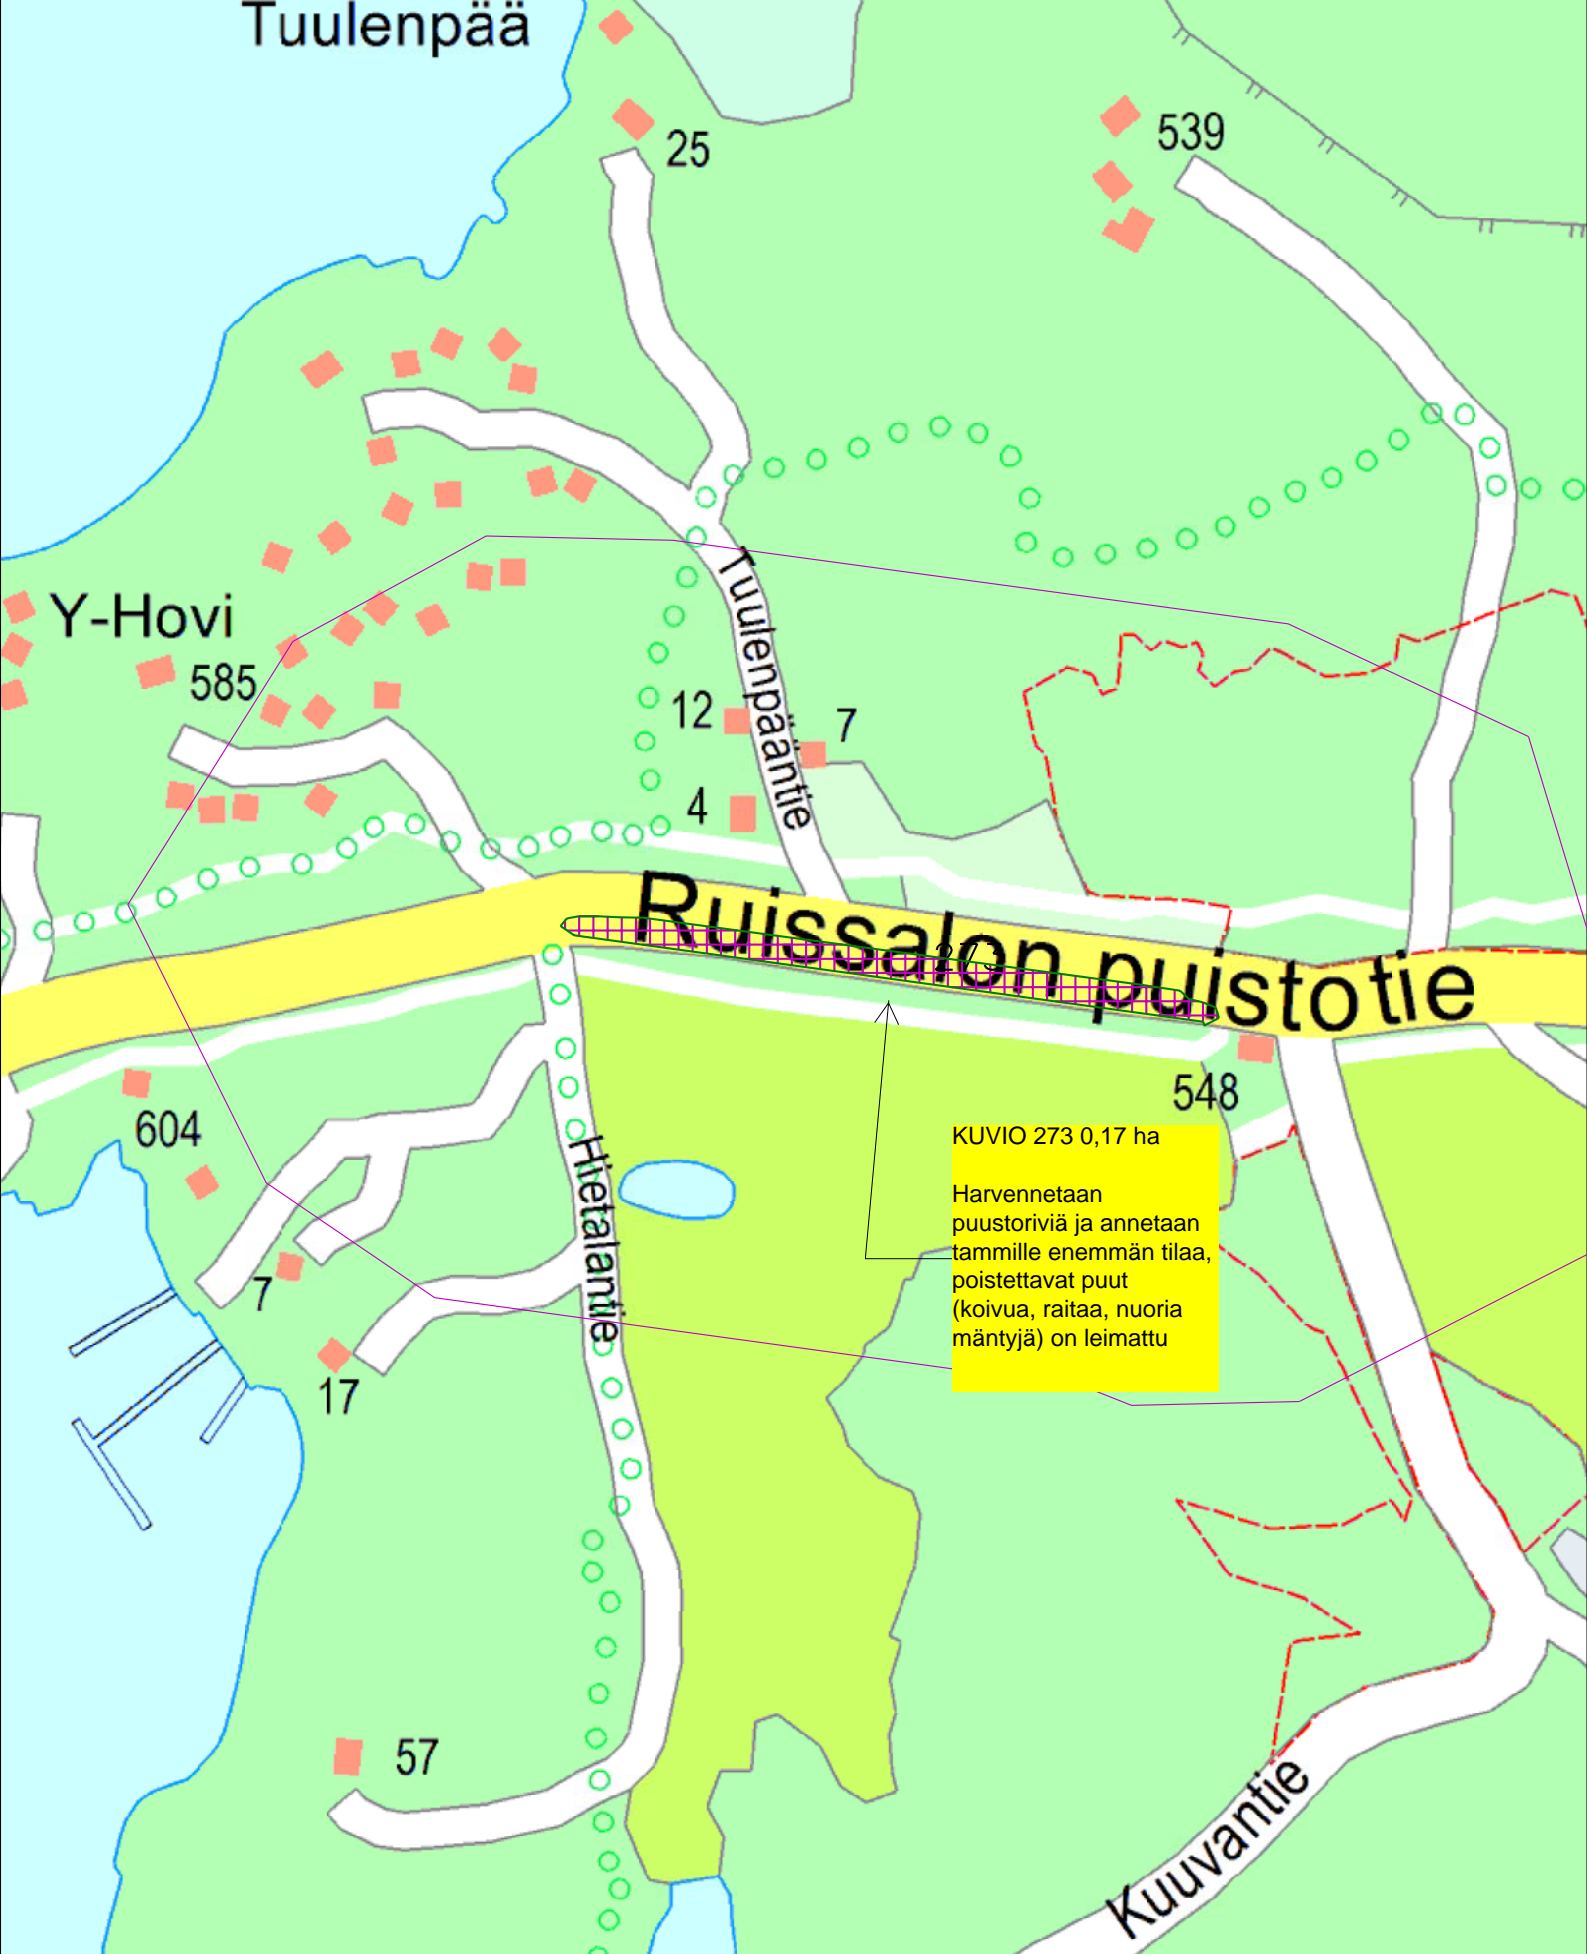 Tuulenpää
25
539
Y-Hovi
585
Tuulenpääntie
12
7
4
Ruissalon puistotie
273
548
604
KUVIO 273 0,17 ha
Harvennetaan
puustoriviä ja annetaan
tammille enemmän tilaa,
poistettavat puut
(koivua, raitaa, nuoria
mäntyjä) on leimattu
Hietalantie
7
17
57
Kuuvantie